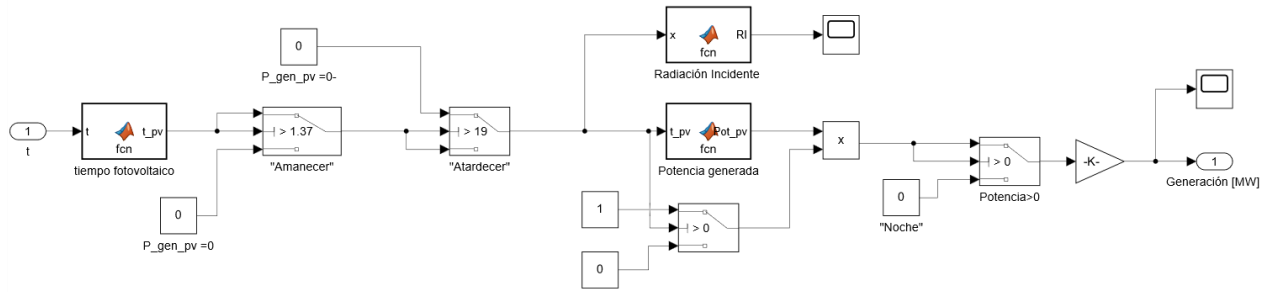 1
t
t
fcn
t_pv
tiempo fotovoltaico
0
P_gen_pv =0
> 1.37
"Amanecer"
0
P_gen_pv =0-
> 19
"Atardecer"
x
fcn
RI
Radiación Incidente
t_pv
fcn
Pot_pv
Potencia generada
1
0
> 0
x
0
"Noche"
> 0
Potencia>0
-K-
1
Generación [MW]